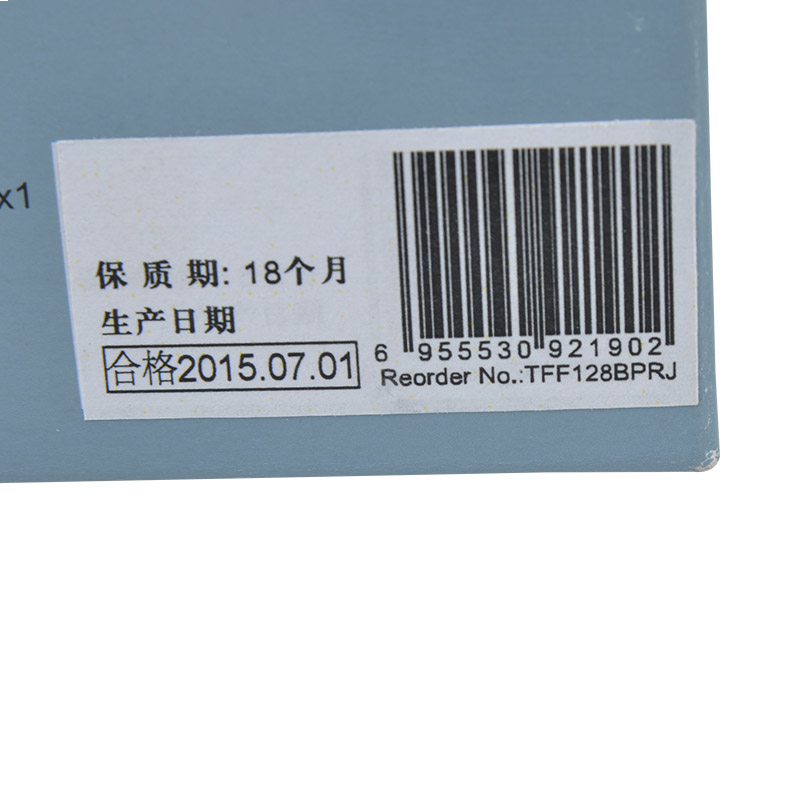 x1
保 质 期: 18个月
生产日期
合格2015.07.01
6 955530 921902
Reorder No.:TFF128BPRJ